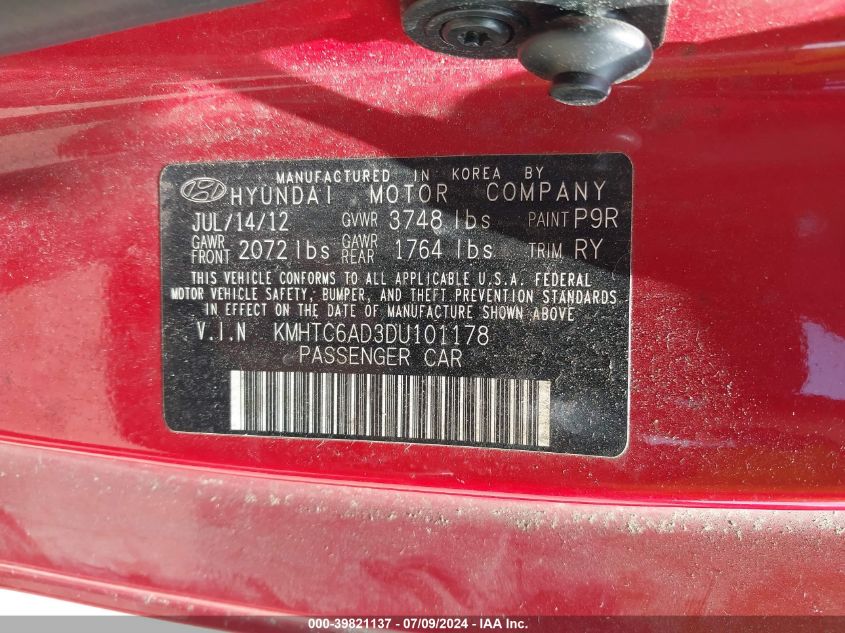 MANUFACTURED IN KOREA BY
HYUNDAI MOTOR COMPANY
JUL/14/12 GVWR 3748 lbs PAINT P9R
GAWR FRONT 2072 lbs GAWR REAR 1764 lbs TRIM RY
THIS VEHICLE CONFORMS TO ALL APPLICABLE U.S.A. FEDERAL
MOTOR VEHICLE SAFETY, BUMPER, AND THEFT PREVENTION STANDARDS
IN EFFECT ON THE DATE OF MANUFACTURE SHOWN ABOVE
V.I.N KMHTC6AD3DU101178
PASSENGER CAR
000-39821137 - 07/09/2024 - IAA Inc.